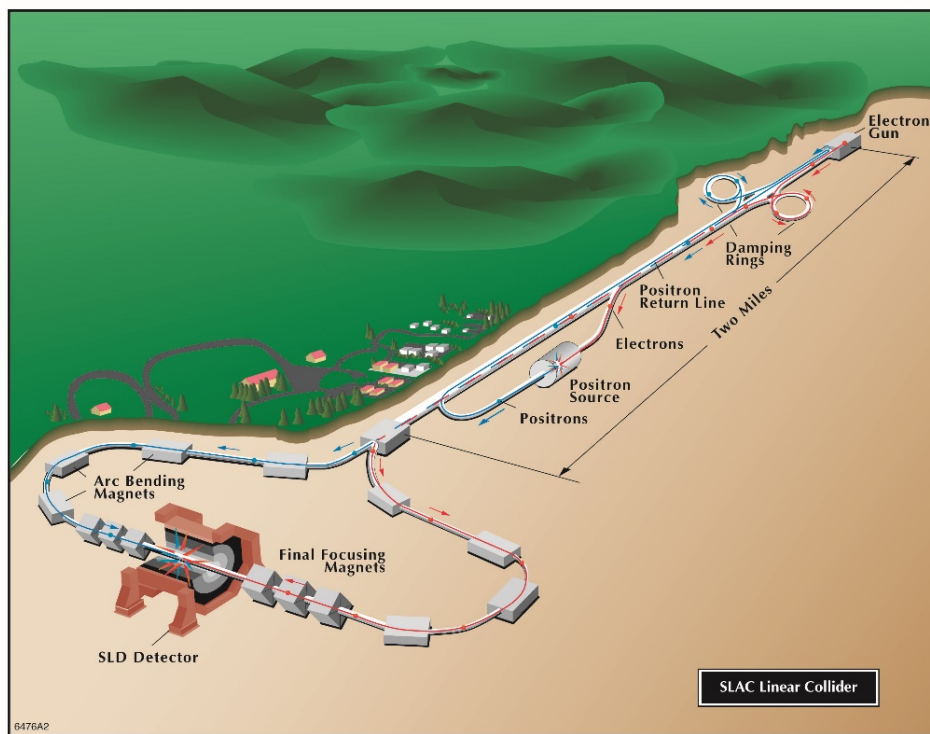 Electron
Gun
Damping
Rings
Positron
Return Line
Two Miles
Electrons
Positron
Source
Positrons
Arc Bending
Magnets
Final Focusing
Magnets
SLD Detector
SLAC Linear Collider
6476A2